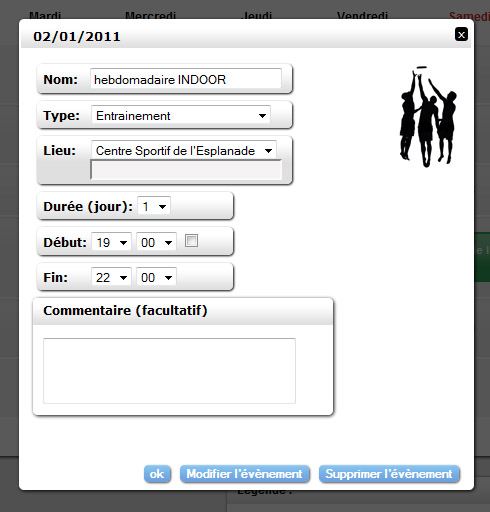 Mardi Mercredi Jeudi Vendredi Samedi
02/01/2011 x
Nom: hebdomadaire INDOOR
Type: Entrainement
Lieu: Centre Sportif de l'Esplanade
Durée (jour): 1
Début: 19 00
Fin: 22 00
Commentaire (facultatif)
ok Modifier l'évènement Supprimer l'évènement
Légende :